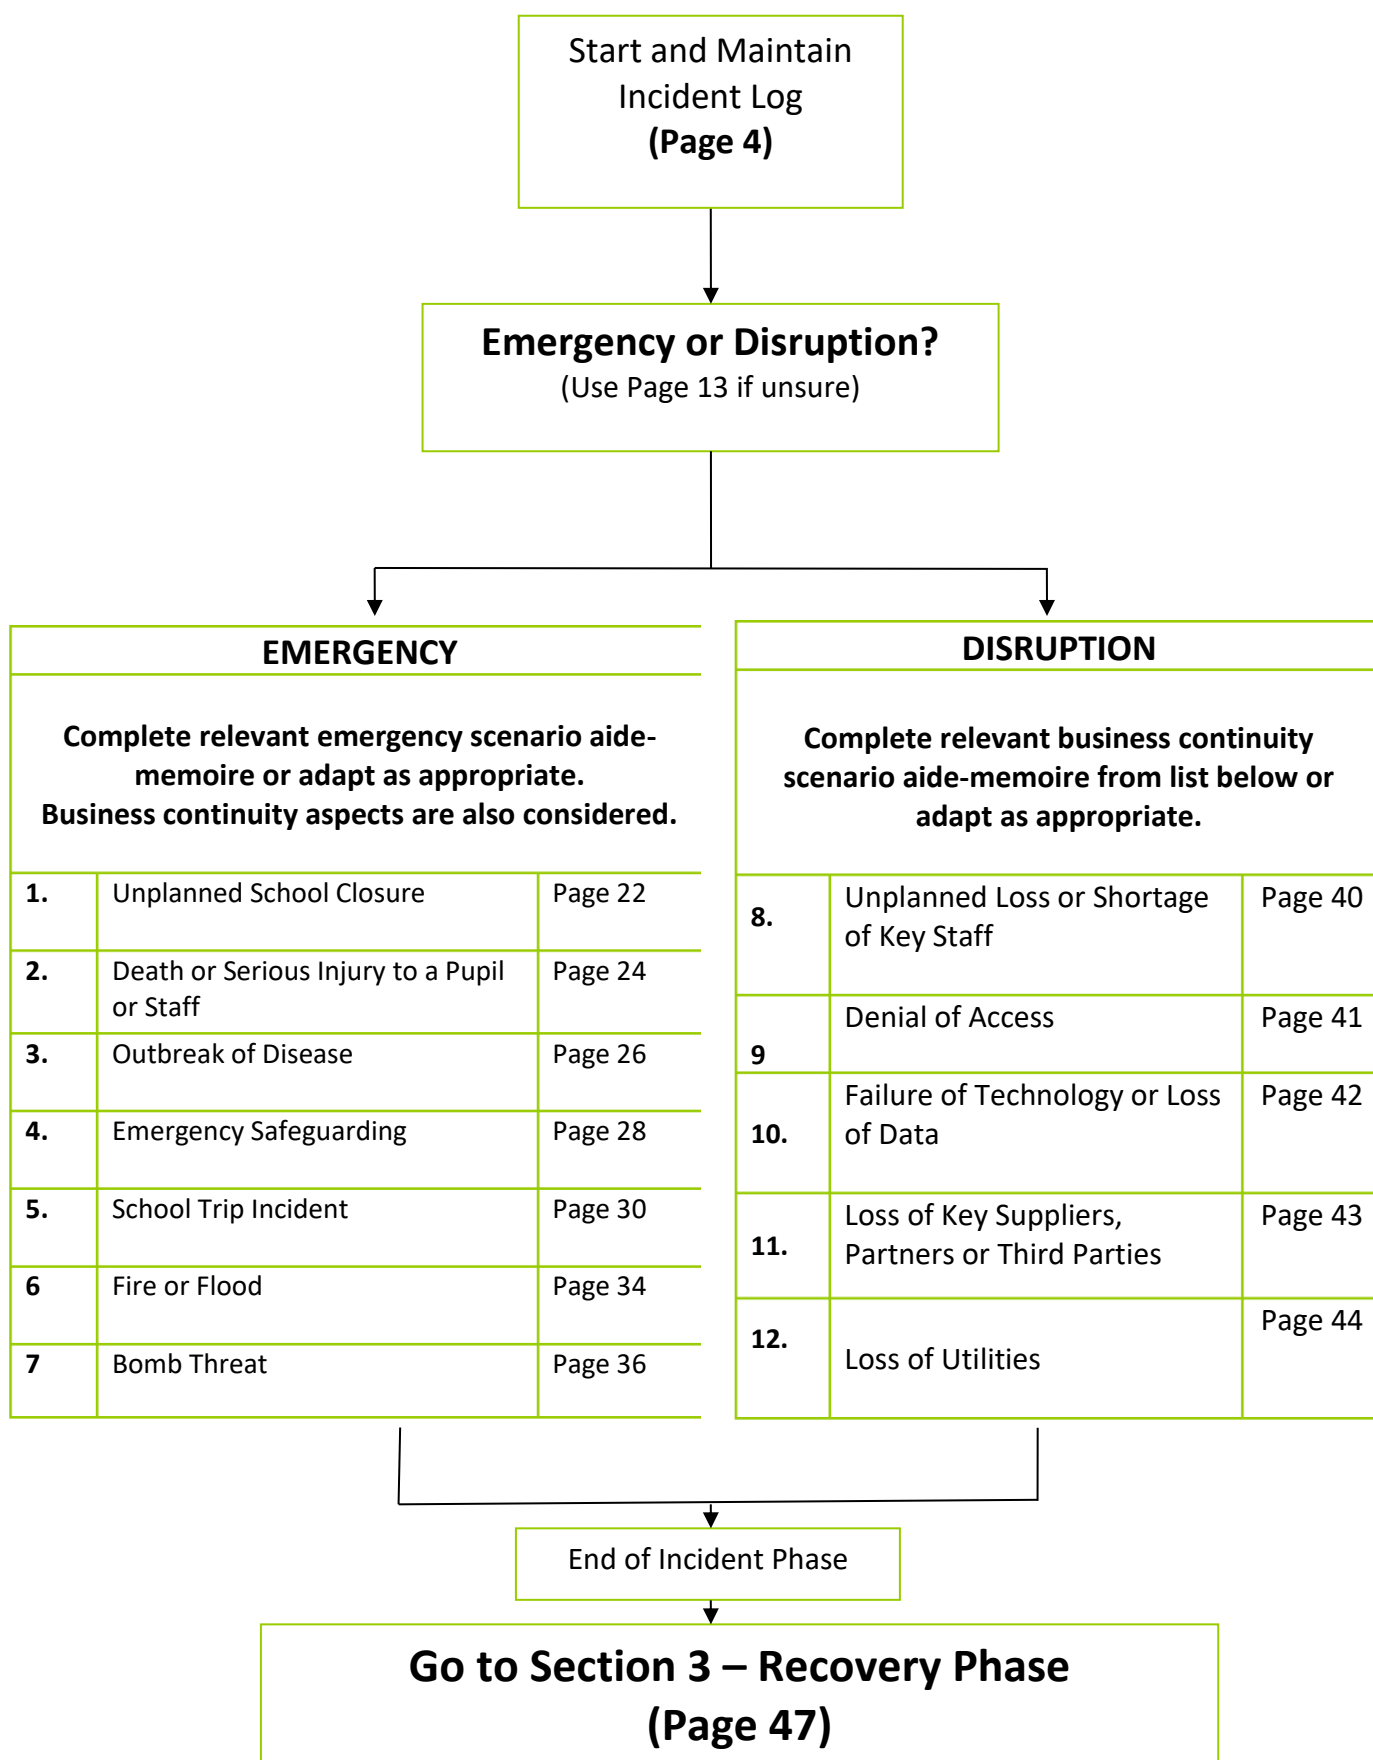 Start and Maintain
Incident Log
(Page 4)
Emergency or Disruption?
(Use Page 13 if unsure)
EMERGENCY
Complete relevant emergency scenario aide-
memoire or adapt as appropriate.
Business continuity aspects are also considered.
1. Unplanned School Closure Page 22
2. Death or Serious Injury to a Pupil Page 24
or Staff
3. Outbreak of Disease Page 26
4. Emergency Safeguarding Page 28
5. School Trip Incident Page 30
6 Fire or Flood Page 34
7 Bomb Threat Page 36
DISRUPTION
Complete relevant business continuity
scenario aide-memoire from list below or
adapt as appropriate.
8. Unplanned Loss or Shortage Page 40
of Key Staff
9 Denial of Access Page 41
10. Failure of Technology or Loss Page 42
of Data
11. Loss of Key Suppliers, Page 43
Partners or Third Parties
12. Loss of Utilities Page 44
End of Incident Phase
Go to Section 3 – Recovery Phase
(Page 47)